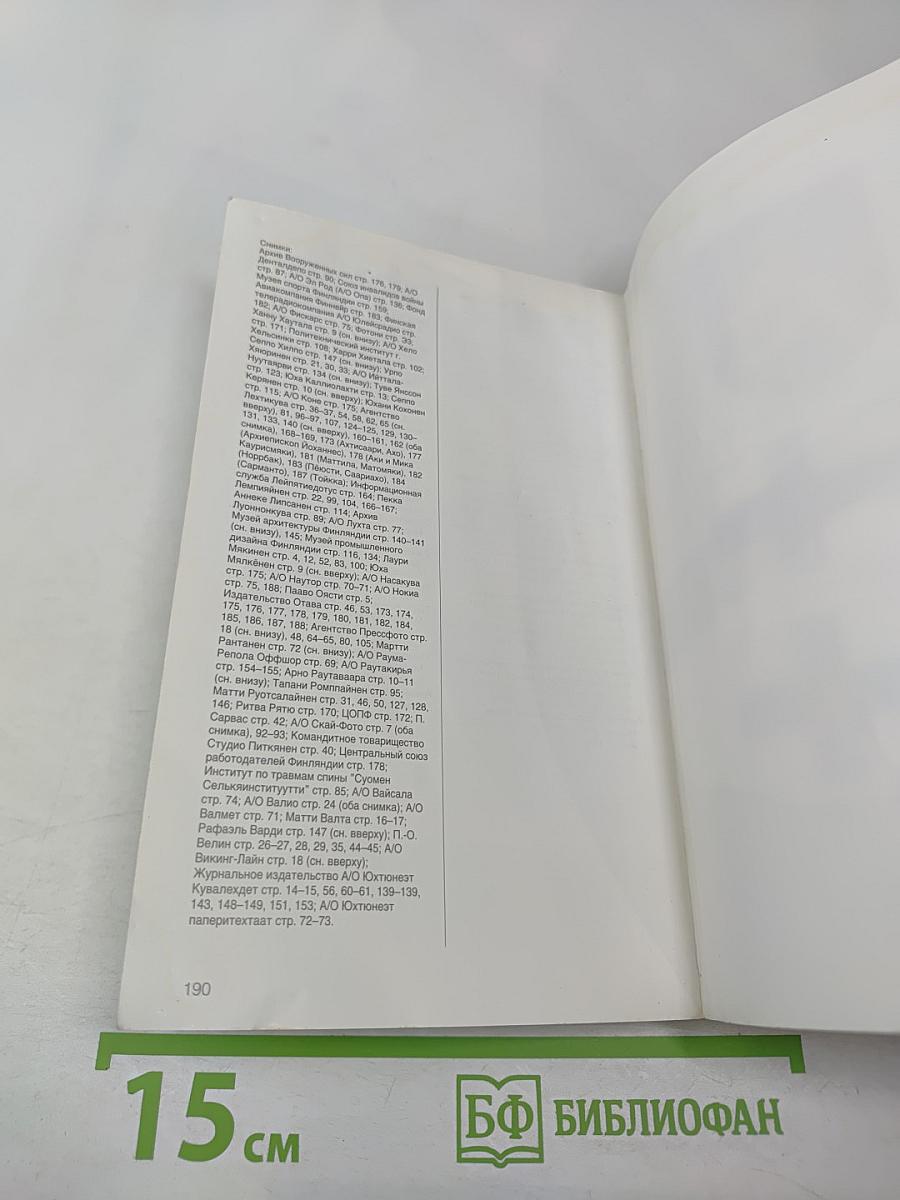 Снимки:
Архив Вооруженных сил стр. 176, 179; А/О
Денталдепо стр. 90; Союз инвалидов войны
стр. 87; А/О Эл Род (А/О Опа) стр. 136; Фонд
Музея спорта Финляндии стр. 159;
Авиакомпания Финнейр стр. 183; Финская
телерадиокомпания А/О Юлейсрадио стр.
182; А/О Фискарс стр. 75; Фотони стр. 33;
Ханну Хаутала стр. 9 (сн. внизу); А/О Хело
стр. 171; Политехнический институт г.
Хельсинки стр. 108; Харри Хиетала стр. 102;
Сеппо Хилпо стр. 147 (сн. внизу); Урпо
Хяюринен стр. 21, 30, 33; А/О Ииттала-
Нуутаярви стр. 134 (сн. внизу); Туве Янссон
стр. 123; Юха Каллиолахти стр. 13; Сеппо
Керянен стр. 10 (сн. вверху); Юхани Кохонен
стр. 115; А/О Коне стр. 175; Агентство
Лехтикува стр. 36–37, 54, 58, 62, 65 (сн.
вверху), 81, 96–97, 107, 124–125, 129, 130–
131, 133, 140 (сн. вверху), 160–161, 162 (оба
снимка), 168–169, 173 (Ахтисаари, Ахо), 177
(Архиепископ Йоханнес), 178 (Аки и Мика
Каурисмяки), 181 (Маттила, Матомяки), 182
(Норрбак), 183 (Пёюсти, Саариахо), 184
(Сарманто), 187 (Тойкка); Информационная
служба Лейпятиедотус стр. 164; Пекка
Лемпияйнен стр. 22, 99, 104, 166–167;
Аннеке Липсанен стр. 114; Архив
Луоннонкува стр. 89; А/О Лухта стр. 77;
Музей архитектуры Финляндии стр. 140–141
(сн. внизу), 145; Музей промышленного
дизайна Финляндии стр. 116, 134; Лаури
Мякинен стр. 4, 12, 52, 83, 100; Юха
Мялкёнен стр. 9 (сн. вверху); А/О Насакува
стр. 175; А/О Наутор стр. 70–71; А/О Нокиа
стр. 75, 188; Пааво Оясти стр. 5;
Издательство Отава стр. 46, 53, 173, 174,
175, 176, 177, 178, 179, 180, 181, 182, 184,
185, 186, 187, 188; Агентство Прессфото стр.
18 (сн. внизу), 48, 64–65, 80, 105; Мартти
Рантанен стр. 72 (сн. внизу); А/О Раума-
Репола Оффшор стр. 69; А/О Раутакирья
стр. 154–155; Арно Раутаваара стр. 10–11
(сн. внизу); Тапани Ромппайнен стр. 95;
Матти Руотсалайнен стр. 31, 46, 50, 127, 128,
146; Ритва Рятю стр. 170; ЦОПФ стр. 172; П.
Сарвас стр. 42; А/О Скай-Фото стр. 7 (оба
снимка), 92–93; Командитное товарищество
Студио Питкянен стр. 40; Центральный союз
работодателей Финляндии стр. 178;
Институт по травмам спины "Суомен
Селькяинституутти" стр. 85; А/О Вайсала
стр. 74; А/О Валио стр. 24 (оба снимка); А/О
Валмет стр. 71; Матти Валта стр. 16–17;
Рафаэль Варди стр. 147 (сн. вверху); П.-О.
Велин стр. 26–27, 28, 29, 35, 44–45; А/О
Викинг-Лайн стр. 18 (сн. вверху);
Журнальное издательство А/О Юхтюнеэт
Кувалехдет стр. 14–15, 56, 60–61, 139–139,
143, 148–149, 151, 153; А/О Юхтюнеэт
паперитехтаат стр. 72–73.
190
15 см
БФ БИБЛИОФАН